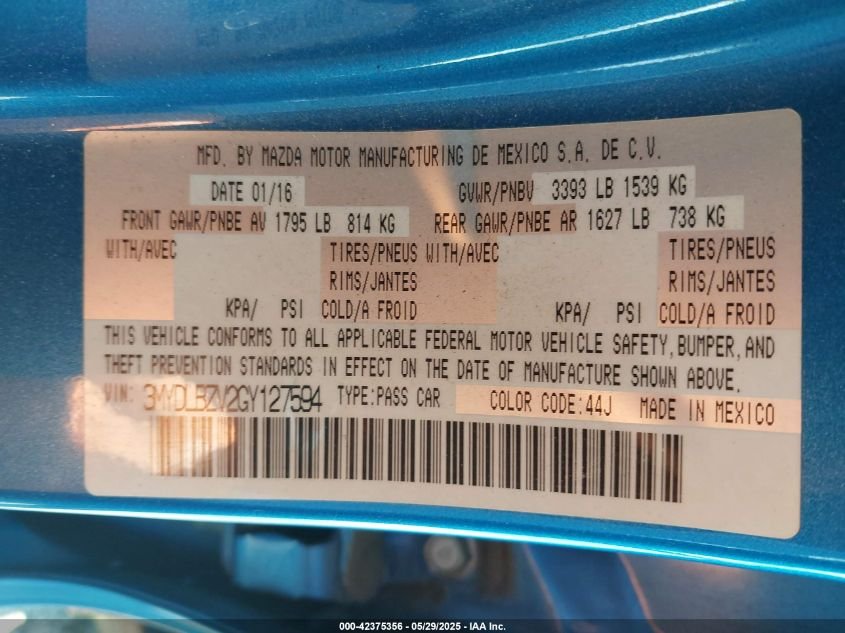 MFD. BY MAZDA MOTOR MANUFACTURING DE MEXICO S.A. DE C.V.
DATE 01/16 GVWR/PNBV 3393 LB 1539 KG
FRONT GAWR/PNBE AV 1795 LB 814 KG REAR GAWR/PNBE AR 1627 LB 738 KG
WITH/AVEC TIRES/PNEUS WITH/AVEC TIRES/PNEUS
RIMS/JANTES RIMS/JANTES
KPA/ PSI COLD/A FROID KPA/ PSI COLD/A FROID
THIS VEHICLE CONFORMS TO ALL APPLICABLE FEDERAL MOTOR VEHICLE SAFETY, BUMPER, AND
THEFT PREVENTION STANDARDS IN EFFECT ON THE DATE OF MANUFACTURE SHOWN ABOVE.
VIN: 3MYDLBZV2GY127594 TYPE:PASS CAR COLOR CODE:44J MADE IN MEXICO
000-42375356 - 05/29/2025 - IAA Inc.